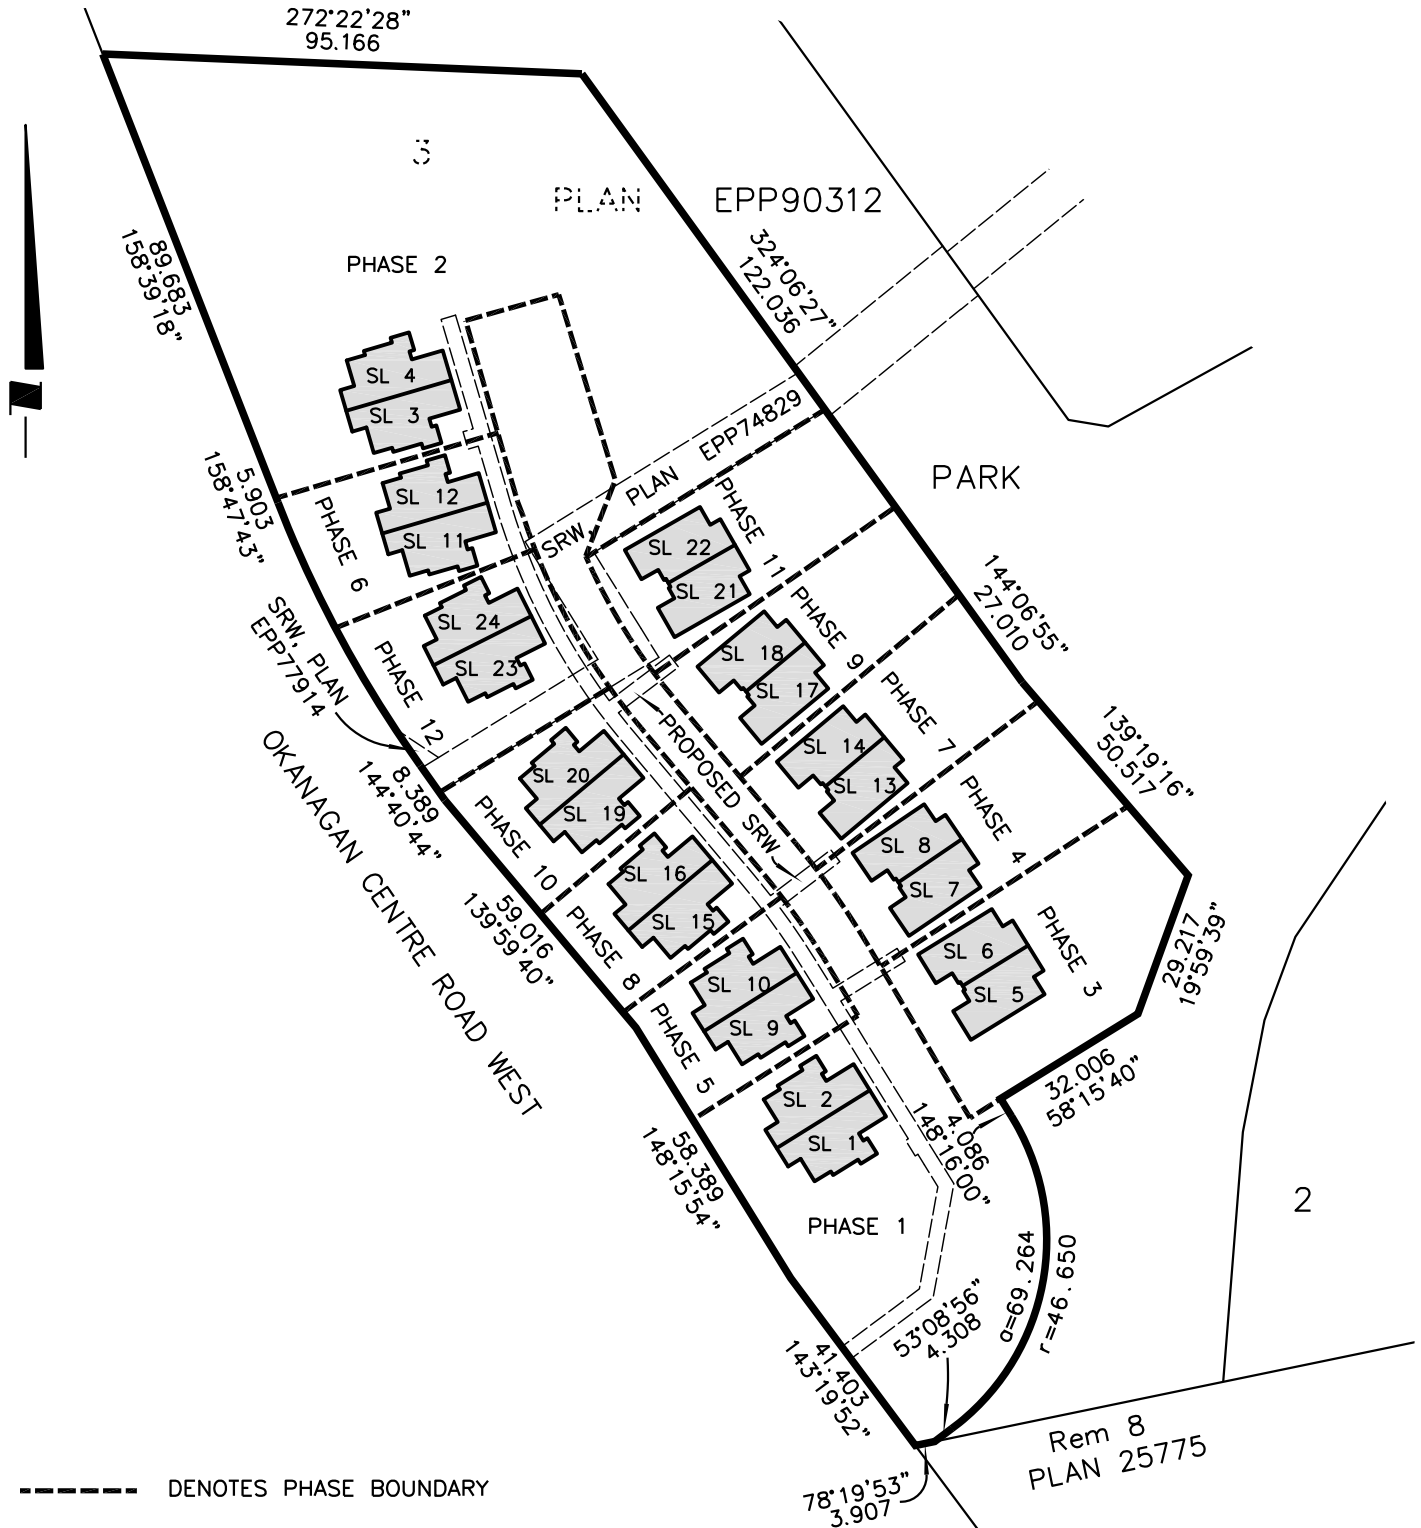 272°22'28"
95.166
3
PLAN EPP90312
PHASE 2
89.683
158°39'18"
324°06'27"
122.036
N
SL 4
SL 3
PLAN EPP74829
SRW,
PARK
5.903
158°47'43"
SL 12
SL 11
PHASE 6
PHASE 11
SL 22
SL 21
144°06'55"
27.010
SRW, PLAN
EPP77914
SL 24
SL 23
PHASE 12
PHASE 9
SL 18
SL 17
PHASE 7
139°19'16"
50.517
PROPOSED SRW
OKANAGAN CENTRE ROAD WEST
8.389
144°40'44"
SL 20
SL 19
PHASE 10
SL 14
SL 13
PHASE 4
SL 8
SL 7
SL 16
SL 15
59.016
139°59'40"
PHASE 8
SL 6
SL 5
PHASE 3
29.217
19°59'39"
SL 10
SL 9
PHASE 5
32.006
58°15'40"
SL 2
SL 1
4.086
148°16'00"
58.389
148°15'54"
PHASE 1
2
a=69.264
r=46.650
53°08'56"
4.308
41.403
143°19'52"
Rem 8
PLAN 25775
78°19'53"
3.907
DENOTES PHASE BOUNDARY